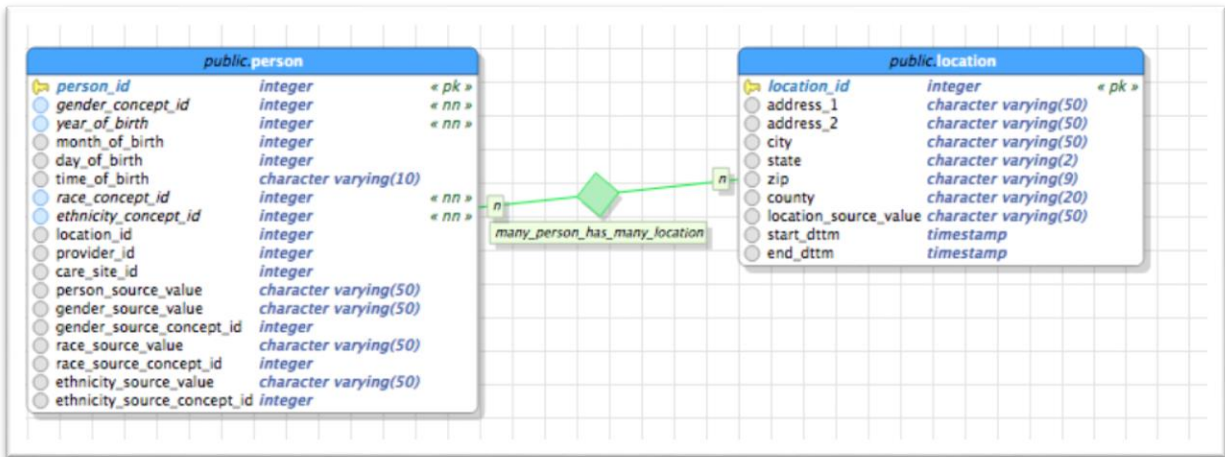 public.person
person_id integer « pk »
gender_concept_id integer « nn »
year_of_birth integer « nn »
month_of_birth integer
day_of_birth integer
time_of_birth character varying(10)
race_concept_id integer « nn »
ethnicity_concept_id integer « nn »
location_id integer
provider_id integer
care_site_id integer
person_source_value character varying(50)
gender_source_value character varying(50)
gender_source_concept_id integer
race_source_value character varying(50)
race_source_concept_id integer
ethnicity_source_value character varying(50)
ethnicity_source_concept_id integer
n
n
many_person_has_many_location
public.location
location_id integer « pk »
address_1 character varying(50)
address_2 character varying(50)
city character varying(50)
state character varying(2)
zip character varying(9)
county character varying(20)
location_source_value character varying(50)
start_dttm timestamp
end_dttm timestamp